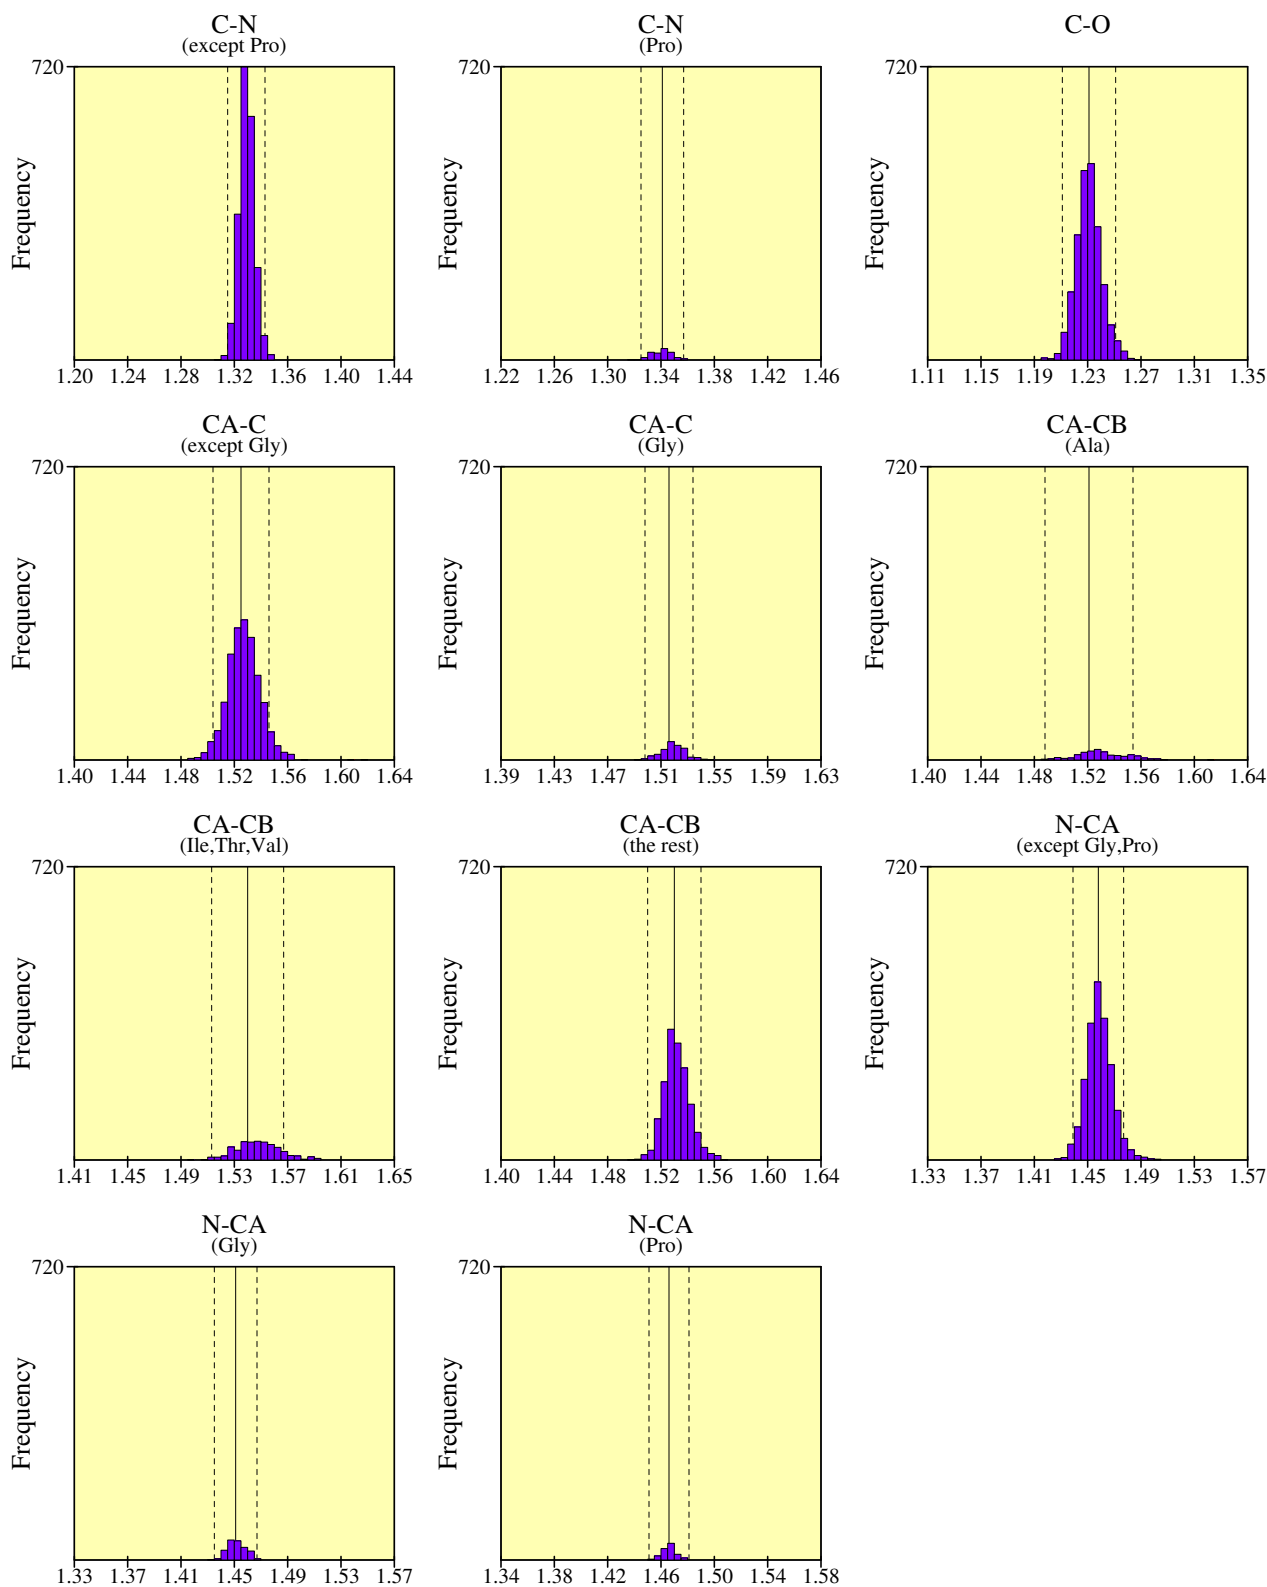 C-N
(except Pro)
720
Frequency
1.20 1.24 1.28 1.32 1.36 1.40 1.44
C-N
(Pro)
720
Frequency
1.22 1.26 1.30 1.34 1.38 1.42 1.46
C-O
720
Frequency
1.11 1.15 1.19 1.23 1.27 1.31 1.35
CA-C
(except Gly)
720
Frequency
1.40 1.44 1.48 1.52 1.56 1.60 1.64
CA-C
(Gly)
720
Frequency
1.39 1.43 1.47 1.51 1.55 1.59 1.63
CA-CB
(Ala)
720
Frequency
1.40 1.44 1.48 1.52 1.56 1.60 1.64
CA-CB
(Ile,Thr,Val)
720
Frequency
1.41 1.45 1.49 1.53 1.57 1.61 1.65
CA-CB
(the rest)
720
Frequency
1.40 1.44 1.48 1.52 1.56 1.60 1.64
N-CA
(except Gly,Pro)
720
Frequency
1.33 1.37 1.41 1.45 1.49 1.53 1.57
N-CA
(Gly)
720
Frequency
1.33 1.37 1.41 1.45 1.49 1.53 1.57
N-CA
(Pro)
720
Frequency
1.34 1.38 1.42 1.46 1.50 1.54 1.58